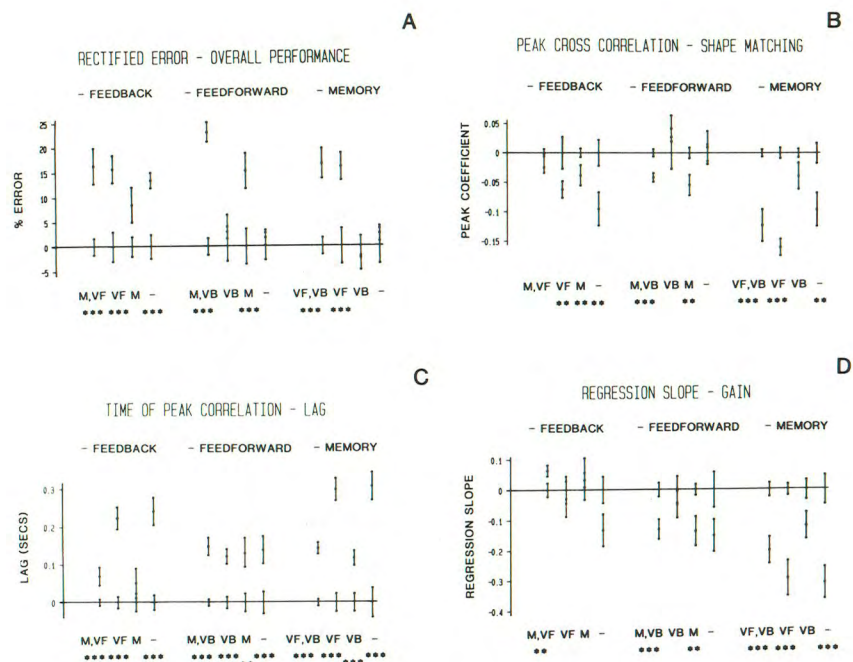 A
RECTIFIED ERROR - OVERALL PERFORMANCE
- FEEDBACK - FEEDFORWARD - MEMORY
% ERROR
25
20
15
10
5
0
-5
M,VF VF M - M,VB VB M - VF,VB VF VB -
*** *** *** *** *** *** ***
B
PEAK CROSS CORRELATION - SHAPE MATCHING
- FEEDBACK - FEEDFORWARD - MEMORY
PEAK COEFFICIENT
0.05
0
-0.05
-0.1
-0.15
M,VF VF M - M,VB VB M - VF,VB VF VB -
** ** ** *** ** *** *** **
C
TIME OF PEAK CORRELATION - LAG
- FEEDBACK - FEEDFORWARD - MEMORY
LAG (SECS)
0.3
0.2
0.1
0
M,VF VF M - M,VB VB M - VF,VB VF VB -
*** *** *** *** *** *** *** *** ***
D
REGRESSION SLOPE - GAIN
- FEEDBACK - FEEDFORWARD - MEMORY
REGRESSION SLOPE
0.1
0
-0.1
-0.2
-0.3
-0.4
M,VF VF M - M,VB VB M - VF,VB VF VB -
** *** ** *** *** ***